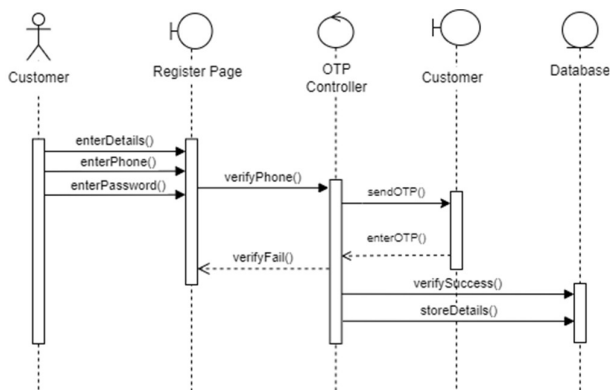 Customer
Register Page
OTP
Controller
Customer
Database
enterDetails()
enterPhone()
enterPassword()
verifyPhone()
sendOTP()
enterOTP()
verifyFail()
verifySuccess()
storeDetails()